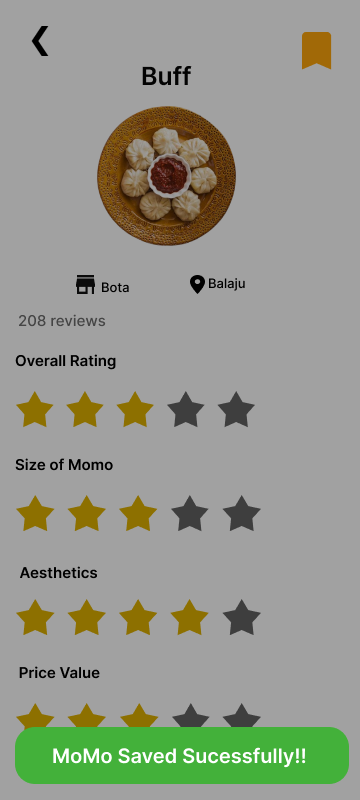 Buff
Bota
Balaju
208 reviews
Overall Rating
Size of Momo
Aesthetics
Price Value
MoMo Saved Sucessfully!!